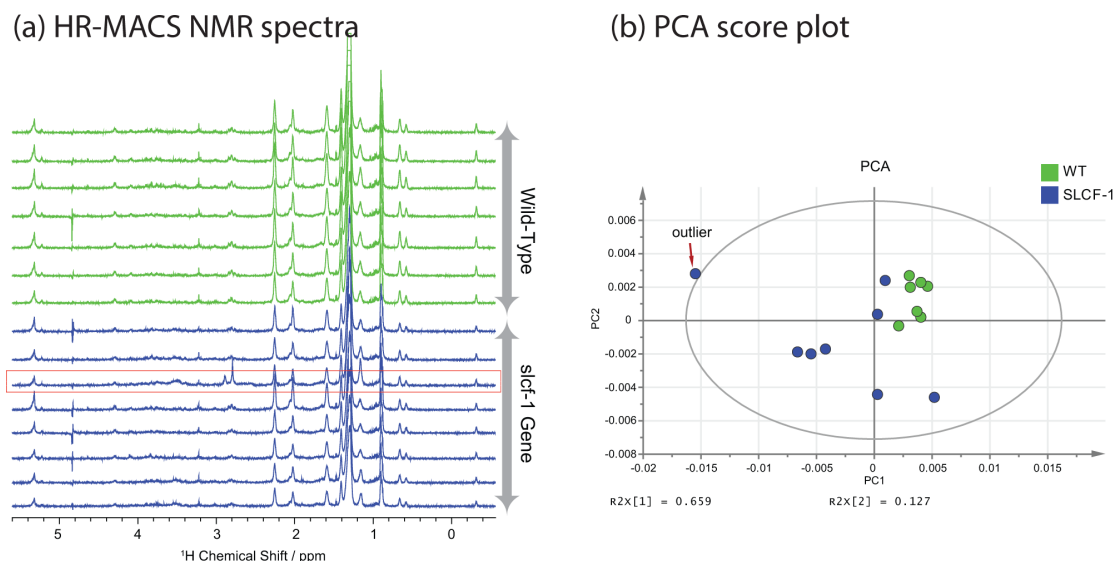 (a) HR-MACS NMR spectra
Wild-Type
slcf-1 Gene
5 4 3 2 1 0
¹H Chemical Shift / ppm
(b) PCA score plot
PCA
WT
SLCF-1
outlier
0.006
0.004
0.002
0
-0.002
-0.004
-0.006
-0.008
PC2
-0.02 -0.015 -0.01 -0.005 0 0.005 0.01 0.015
PC1
R2X[1] = 0.659 R2X[2] = 0.127